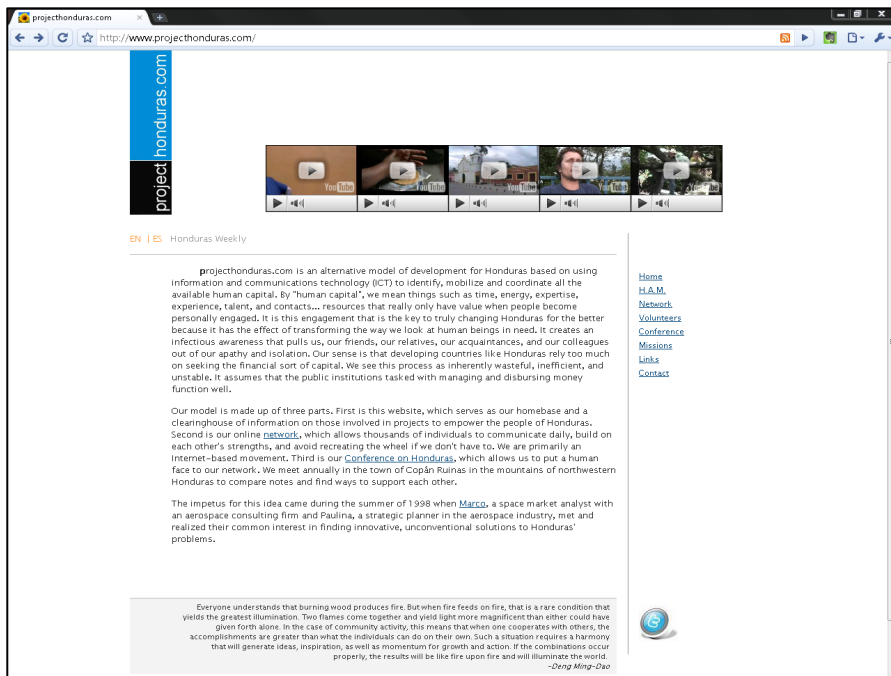 projecthonduras.com
http://www.projecthonduras.com/
project honduras.com
YouTube YouTube YouTube YouTube YouTube
EN | ES Honduras Weekly
projecthonduras.com is an alternative model of development for Honduras based on using
information and communications technology (ICT) to identify, mobilize and coordinate all the
available human capital. By "human capital", we mean things such as time, energy, expertise,
experience, talent, and contacts... resources that really only have value when people become
personally engaged. It is this engagement that is the key to truly changing Honduras for the better
because it has the effect of transforming the way we look at human beings in need. It creates an
infectious awareness that pulls us, our friends, our relatives, our acquaintances, and our colleagues
out of our apathy and isolation. Our sense is that developing countries like Honduras rely too much
on seeking the financial sort of capital. We see this process as inherently wasteful, inefficient, and
unstable. It assumes that the public institutions tasked with managing and disbursing money
function well.
Our model is made up of three parts. First is this website, which serves as our homebase and a
clearinghouse of information on those involved in projects to empower the people of Honduras.
Second is our online network, which allows thousands of individuals to communicate daily, build on
each other's strengths, and avoid recreating the wheel if we don't have to. We are primarily an
Internet-based movement. Third is our Conference on Honduras, which allows us to put a human
face to our network. We meet annually in the town of Copán Ruinas in the mountains of northwestern
Honduras to compare notes and find ways to support each other.
The impetus for this idea came during the summer of 1998 when Marco, a space market analyst with
an aerospace consulting firm and Paulina, a strategic planner in the aerospace industry, met and
realized their common interest in finding innovative, unconventional solutions to Honduras'
problems.
Home
H.A.M.
Network
Volunteers
Conference
Missions
Links
Contact
Everyone understands that burning wood produces fire. But when fire feeds on fire, that is a rare condition that
yields the greatest illumination. Two flames come together and yield light more magnificent than either could have
given forth alone. In the case of community activity, this means that when one cooperates with others, the
accomplishments are greater than what the individuals can do on their own. Such a situation requires a harmony
that will generate ideas, inspiration, as well as momentum for growth and action. If the combinations occur
properly, the results will be like fire upon fire and will illuminate the world.
-Deng Ming-Dao